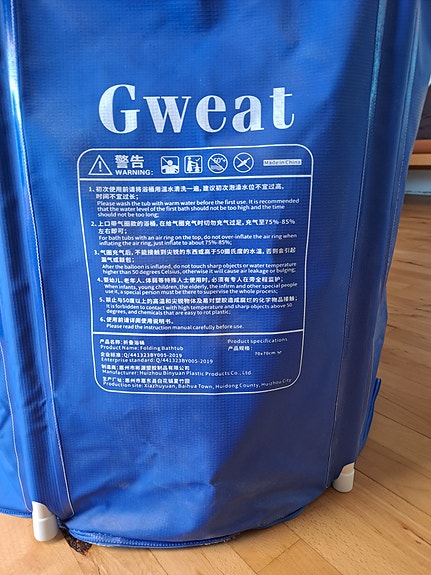 Gweat
警告
WARNING:
50°
Made in China
1. 初次使用前请将浴桶用温水清洗一遍, 建议初次泡澡水位不宜过高,
时间不宜过长;
Please wash the tub with warm water before the first use. It is recommended
that the water level of the first bath should not be too high and the time
should not be too long;
2. 上口带气圈款的浴桶, 在给气圈充气时切勿充气过足, 充气至75%-85%
左右即可;
For bath tubs with an air ring on the top, do not over-inflate the air ring when
inflating the air ring, just inflate to about 75%-85%;
3. 气圈充气后, 不能接触到尖锐的东西或高于50摄氏度的水温, 否则会引起
漏气或鼓包;
After the balloon is inflated, do not touch sharp objects or water temperature
higher than 50 degrees Celsius, otherwise it will cause air leakage or bulging;
4. 婴幼儿、老年人、体弱等特殊人士使用时, 必须有专人在旁全程监护;
When infants, young children, the elderly, the infirm and other special people
use it, a special person must be there to supervise the whole process;
5. 禁止与50度以上的高温和尖锐物体及易对塑胶造成腐烂的化外物品接触;
It is forbidden to contact with high temperature and sharp objects above 50
degrees, and chemicals that are easy to rot plastic;
6. 使用前请详阅使用说明书。
Please read the instruction manual carefully before use.
产品名称: 折叠浴桶
Product Name: Folding Bathtub
企业标准: Q/441323BY005-2019
Enterprise standard: Q/441323BY005-2019
Product specifications
产品规格:
70x70cm
制造商: 惠州市彬源塑胶制品有限公司
Manufacturer: Huizhou Binyuan Plastic Products Co., Ltd.
生产厂址: 惠州市惠东县白花镇夏竹园
Production site: Xiazhuyuan, Baihua Town, Huidong County, Huizhou City